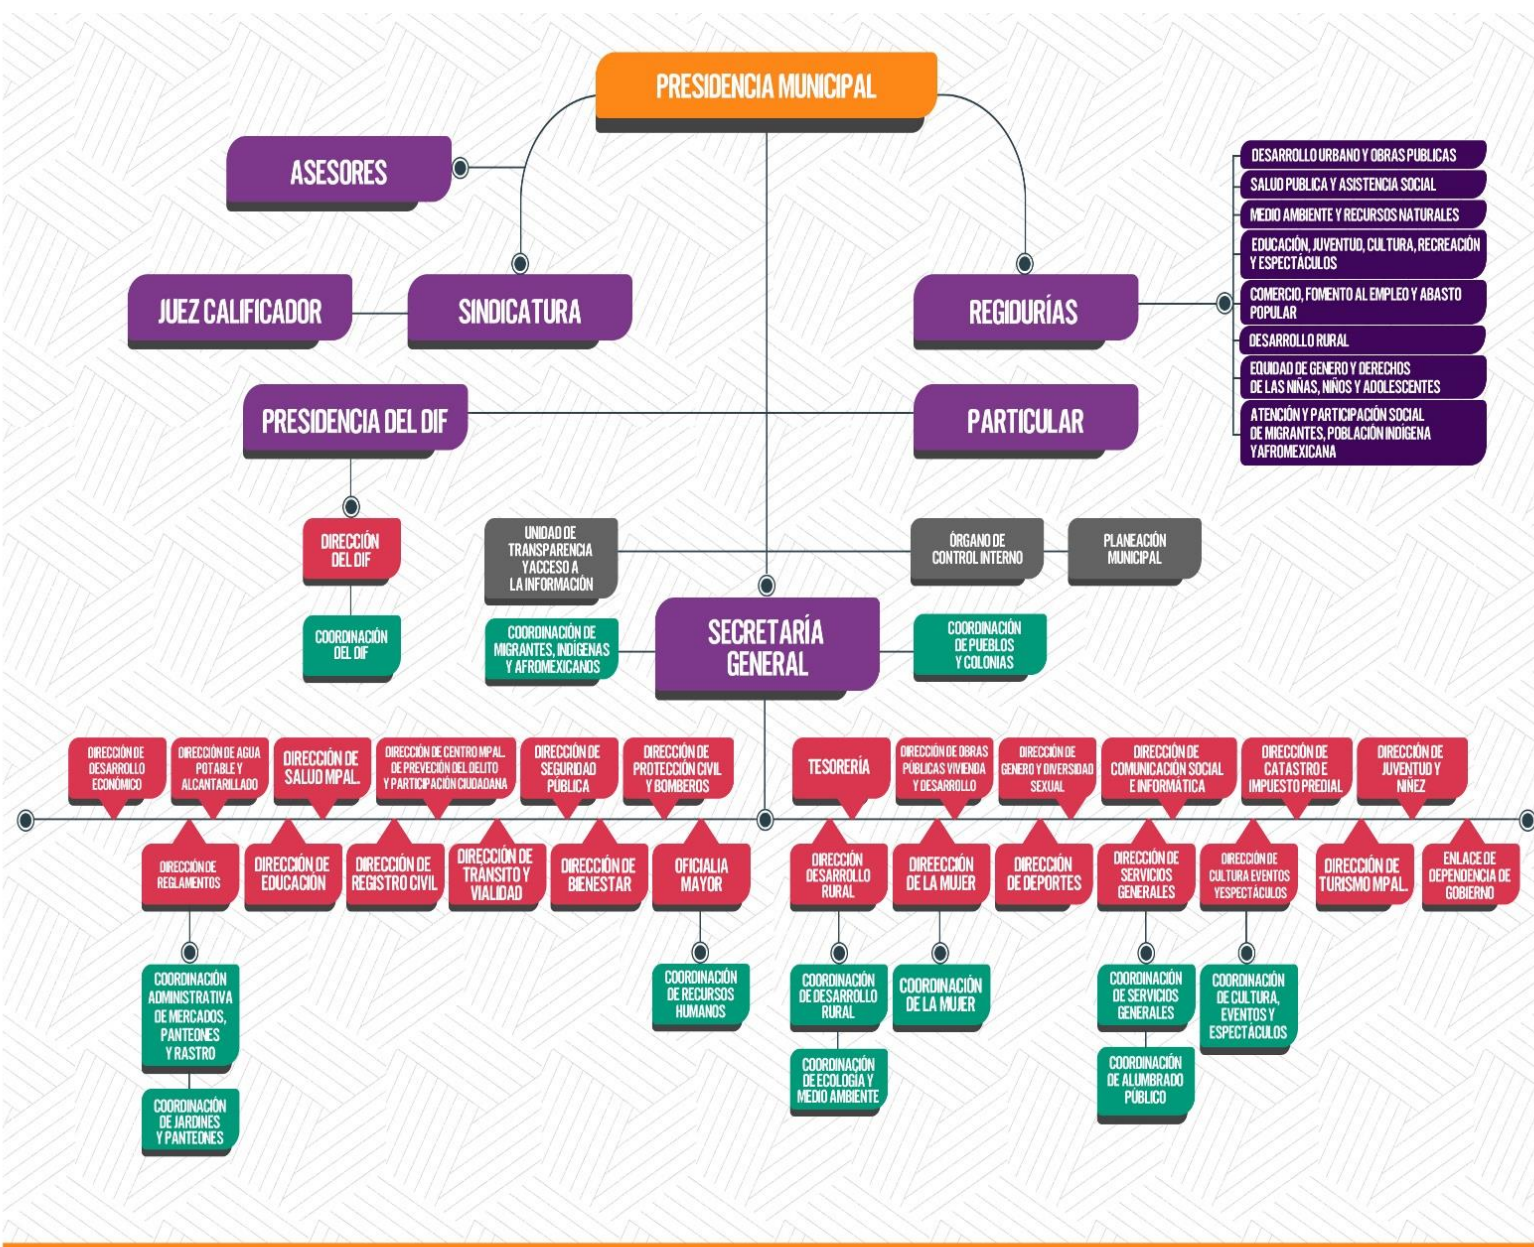 PRESIDENCIA MUNICIPAL
ASESORES
JUEZ CALIFICADOR
SINDICATURA
REGIDURÍAS
DESARROLLO URBANO Y OBRAS PUBLICAS
SALUD PUBLICA Y ASISTENCIA SOCIAL
MEDIO AMBIENTE Y RECURSOS NATURALES
EDUCACIÓN, JUVENTUD, CULTURA, RECREACIÓN
Y ESPECTÁCULOS
COMERCIO, FOMENTO AL EMPLEO Y ABASTO
POPULAR
DESARROLLO RURAL
EQUIDAD DE GENERO Y DERECHOS
DE LAS NIÑAS, NIÑOS Y ADOLESCENTES
ATENCIÓN Y PARTICIPACIÓN SOCIAL
DE MIGRANTES, POBLACIÓN INDÍGENA
YAFROMEXICANA
PRESIDENCIA DEL DIF
PARTICULAR
DIRECCIÓN
DEL DIF
COORDINACIÓN
DEL DIF
UNIDAD DE
TRANSPARENCIA
Y ACCESO A
LA INFORMACIÓN
ÓRGANO DE
CONTROL INTERNO
PLANEACIÓN
MUNICIPAL
COORDINACIÓN DE
MIGRANTES, INDÍGENAS
Y AFROMEXICANOS
SECRETARÍA
GENERAL
COORDINACIÓN
DE PUEBLOS
Y COLONIAS
DIRECCIÓN DE
DESARROLLO
ECONÓMICO
DIRECCIÓN DE AGUA
POTABLE Y
ALCANTARILLADO
DIRECCIÓN DE
SALUD MPAL.
DIRECCIÓN DE CENTRO MPAL.
DE PREVECIÓN DEL DELITO
Y PARTICIPACIÓN CIUDADANA
DIRECCIÓN DE
SEGURIDAD
PÚBLICA
DIRECCIÓN DE
PROTECCIÓN CIVIL
Y BOMBEROS
TESORERÍA
DIRECCIÓN DE OBRAS
PÚBLICAS VIVIENDA
Y DESARROLLO
DIRECCIÓN DE
GENERO Y DIVERSIDAD
SEXUAL
DIRECCIÓN DE
COMUNICACIÓN SOCIAL
E INFORMÁTICA
DIRECCIÓN DE
CATASTRO E
IMPUESTO PREDIAL
DIRECCIÓN DE
JUVENTUD Y
NIÑEZ
DIRECCIÓN DE
REGLAMENTOS
DIRECCIÓN DE
EDUCACIÓN
DIRECCIÓN DE
REGISTRO CIVIL
DIRECCIÓN DE
TRÁNSITO Y
VIALIDAD
DIRECCIÓN DE
BIENESTAR
OFICIALIA
MAYOR
DIRECCIÓN
DESARROLLO
RURAL
DIREECCIÓN
DE LA MUJER
DIRECCIÓN
DE DEPORTES
DIRECCIÓN DE
SERVICIOS
GENERALES
DIRECCIÓN DE
CULTURA EVENTOS
YESPECTÁCULOS
DIRECCIÓN DE
TURISMO MPAL.
ENLACE DE
DEPENDENCIA DE
GOBIERNO
COORDINACIÓN
ADMINISTRATIVA
DE MERCADOS,
PANTEONES
Y RASTRO
COORDINACIÓN
DE JARDINES
Y PANTEONES
COORDINACIÓN
DE RECURSOS
HUMANOS
COORDINACIÓN
DE DESARROLLO
RURAL
COORDINACIÓN
DE ECOLOGÍA Y
MEDIO AMBIENTE
COORDINACIÓN
DE LA MUJER
COORDINACIÓN
DE SERVICIOS
GENERALES
COORDINACIÓN
DE ALUMBRADO
PÚBLICO
COORDINACIÓN
DE CULTURA,
EVENTOS Y
ESPECTÁCULOS